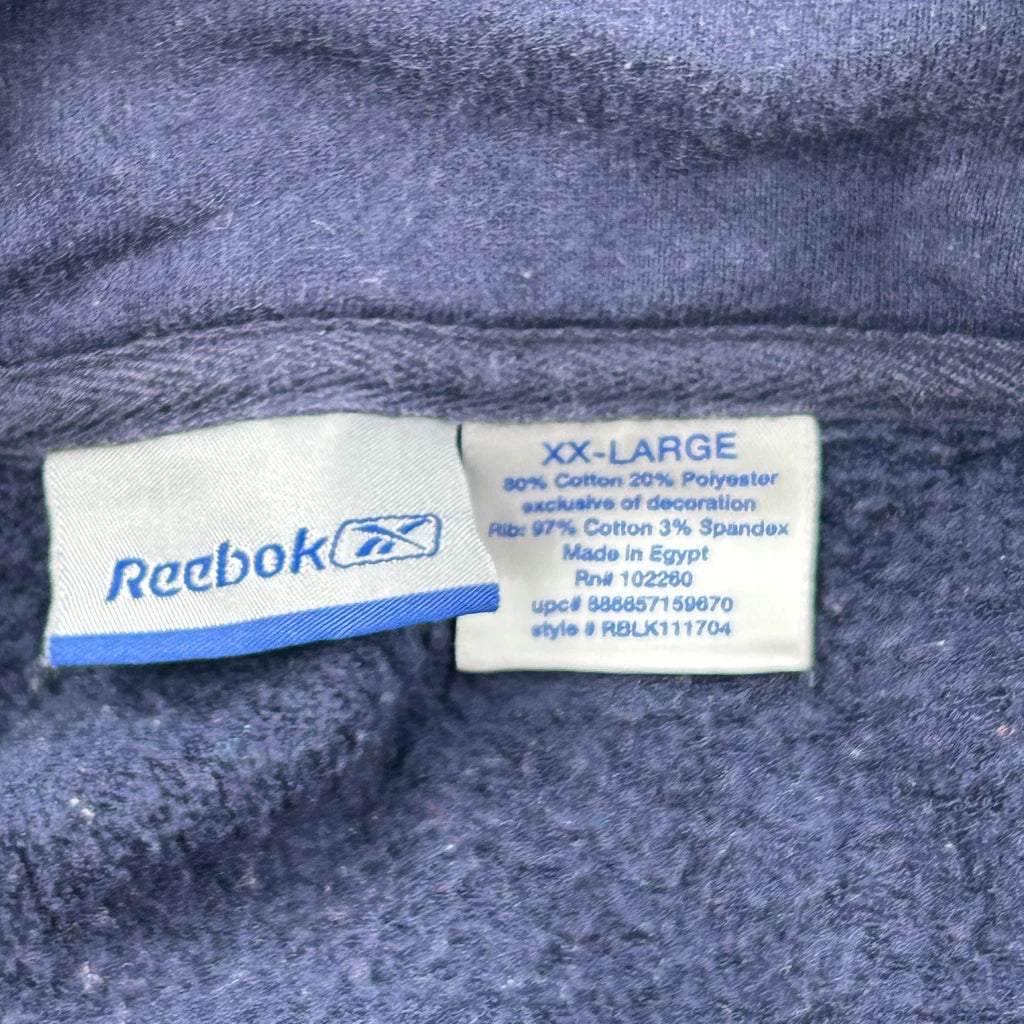 Reebok
XX-LARGE
80% Cotton 20% Polyester
exclusive of decoration
Rib: 97% Cotton 3% Spandex
Made in Egypt
Rn# 102260
upc# 886857159870
style # RBLK111704